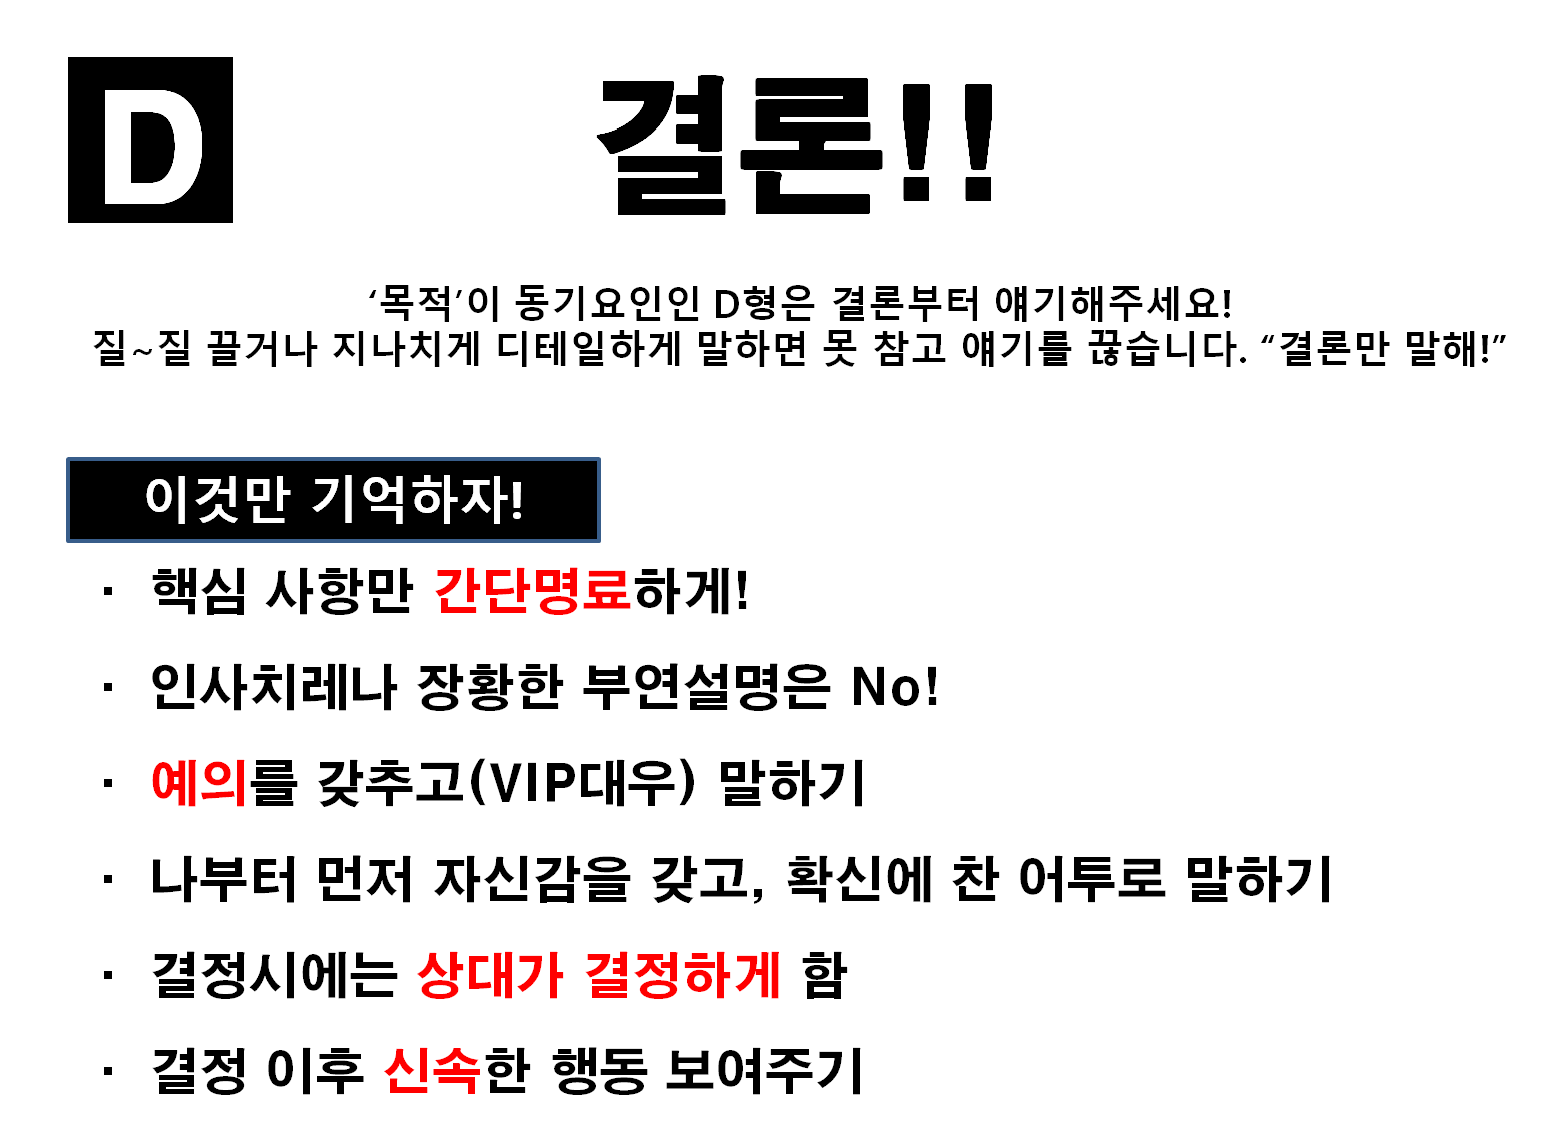 D
결론!!
‘목적’이 동기요인인 D형은 결론부터 얘기해주세요!
질~질 끌거나 지나치게 디테일하게 말하면 못 참고 얘기를 끊습니다. “결론만 말해!”
이것만 기억하자!
· 핵심 사항만 간단명료하게!
· 인사치레나 장황한 부연설명은 No!
· 예의를 갖추고(VIP대우) 말하기
· 나부터 먼저 자신감을 갖고, 확신에 찬 어투로 말하기
· 결정시에는 상대가 결정하게 함
· 결정 이후 신속한 행동 보여주기